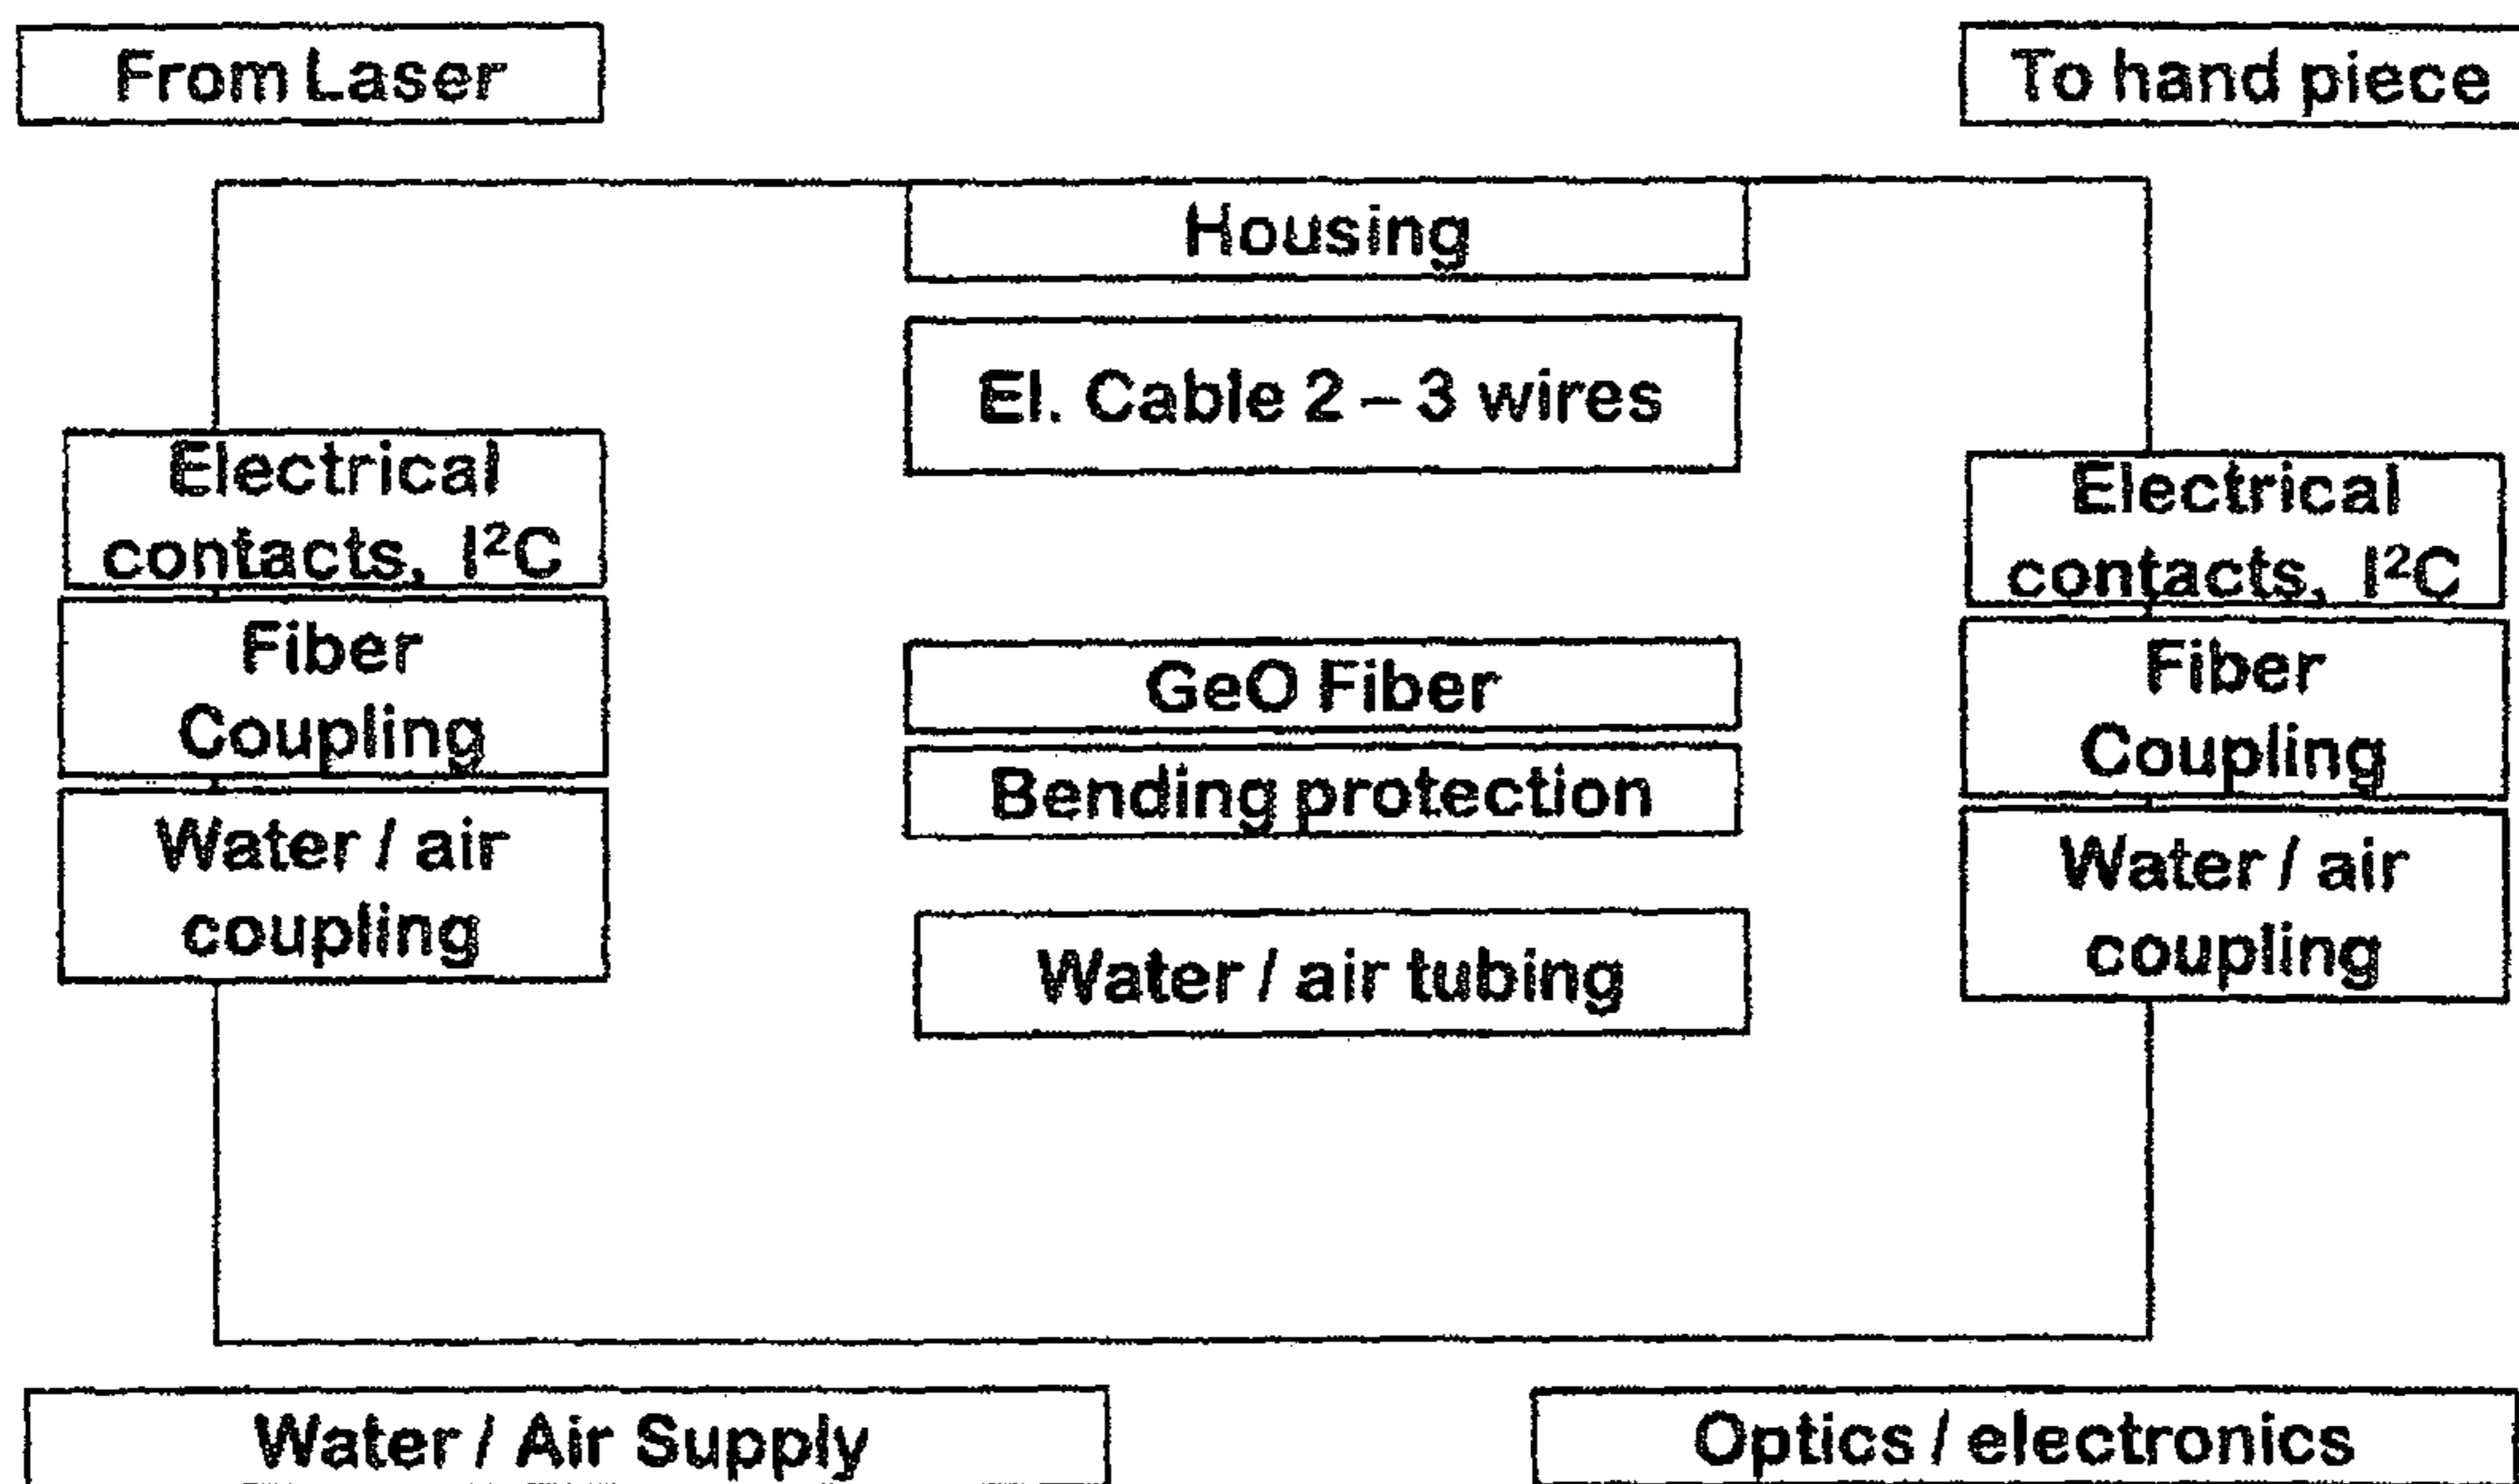 From Laser
To hand piece
Housing
El. Cable 2 – 3 wires
Electrical
contacts, I²C
Fiber
Coupling
Water / air
coupling
GeO Fiber
Bending protection
Water / air tubing
Electrical
contacts, I²C
Fiber
Coupling
Water / air
coupling
Water / Air Supply
Optics / electronics